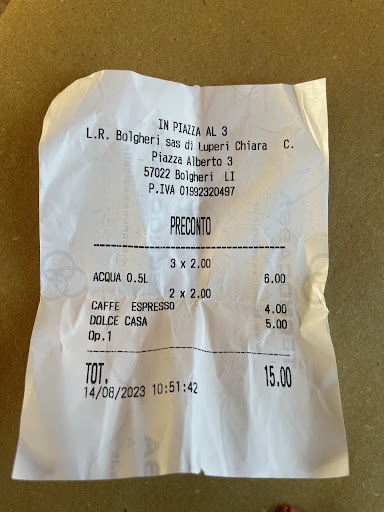 IN PIAZZA AL 3
L.R. Bolgheri sas di Luperi Chiara C.
Piazza Alberto 3
57022 Bolgheri LI
P.IVA 01992320497
PRECONTO
3 x 2.00
ACQUA 0.5L 6.00
2 x 2.00
CAFFE ESPRESSO 4.00
DOLCE CASA 5.00
Op.1
TOT. 15.00
14/08/2023 10:51:42